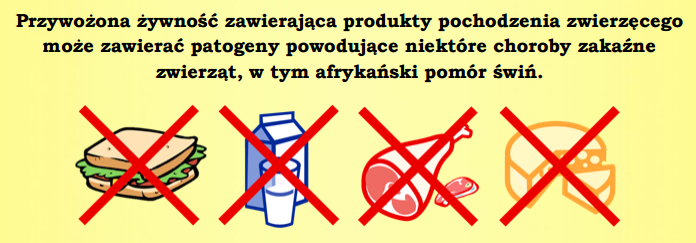 Przywożona żywność zawierająca produkty pochodzenia zwierzęcego
może zawierać patogeny powodujące niektóre choroby zakaźne
zwierząt, w tym afrykański pomór świń.